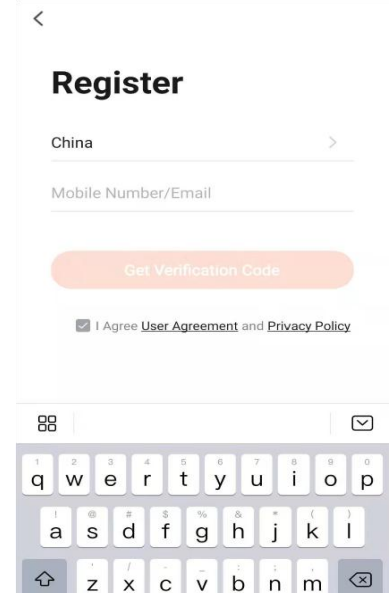 Register
China
Mobile Number/Email
Get Verification Code
I Agree User Agreement and Privacy Policy
1 2 3 4 5 6 7 8 9 0
q w e r t y u i o p
! @ # $ % & * ( )
a s d f g h j k l
z x c v b n m